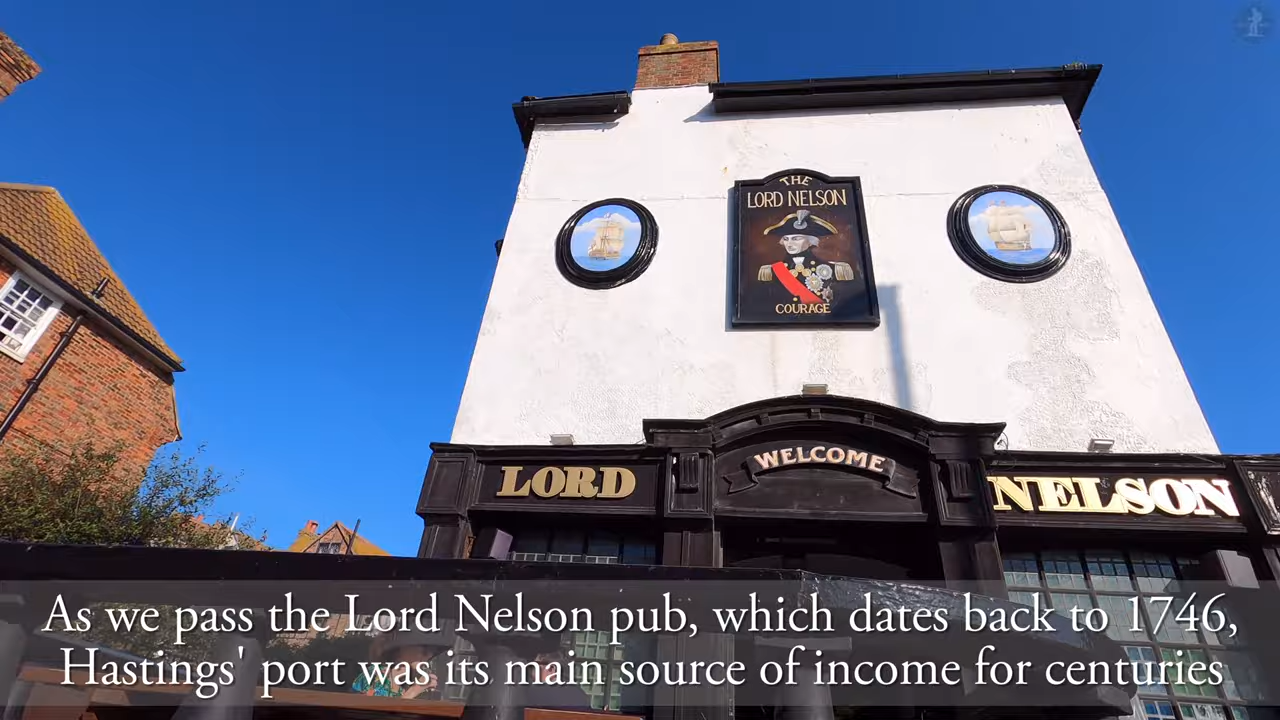 THE
LORD NELSON
COURAGE
WELCOME
LORD
NELSON
As we pass the Lord Nelson pub, which dates back to 1746,
Hastings' port was its main source of income for centuries